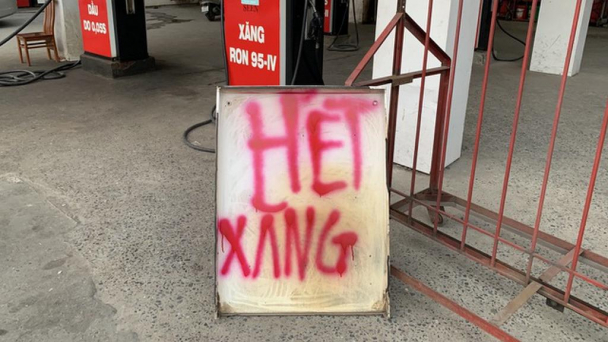 DẦU
DO 0,05S
XĂNG
RON 95-IV
HẾT
XĂNG